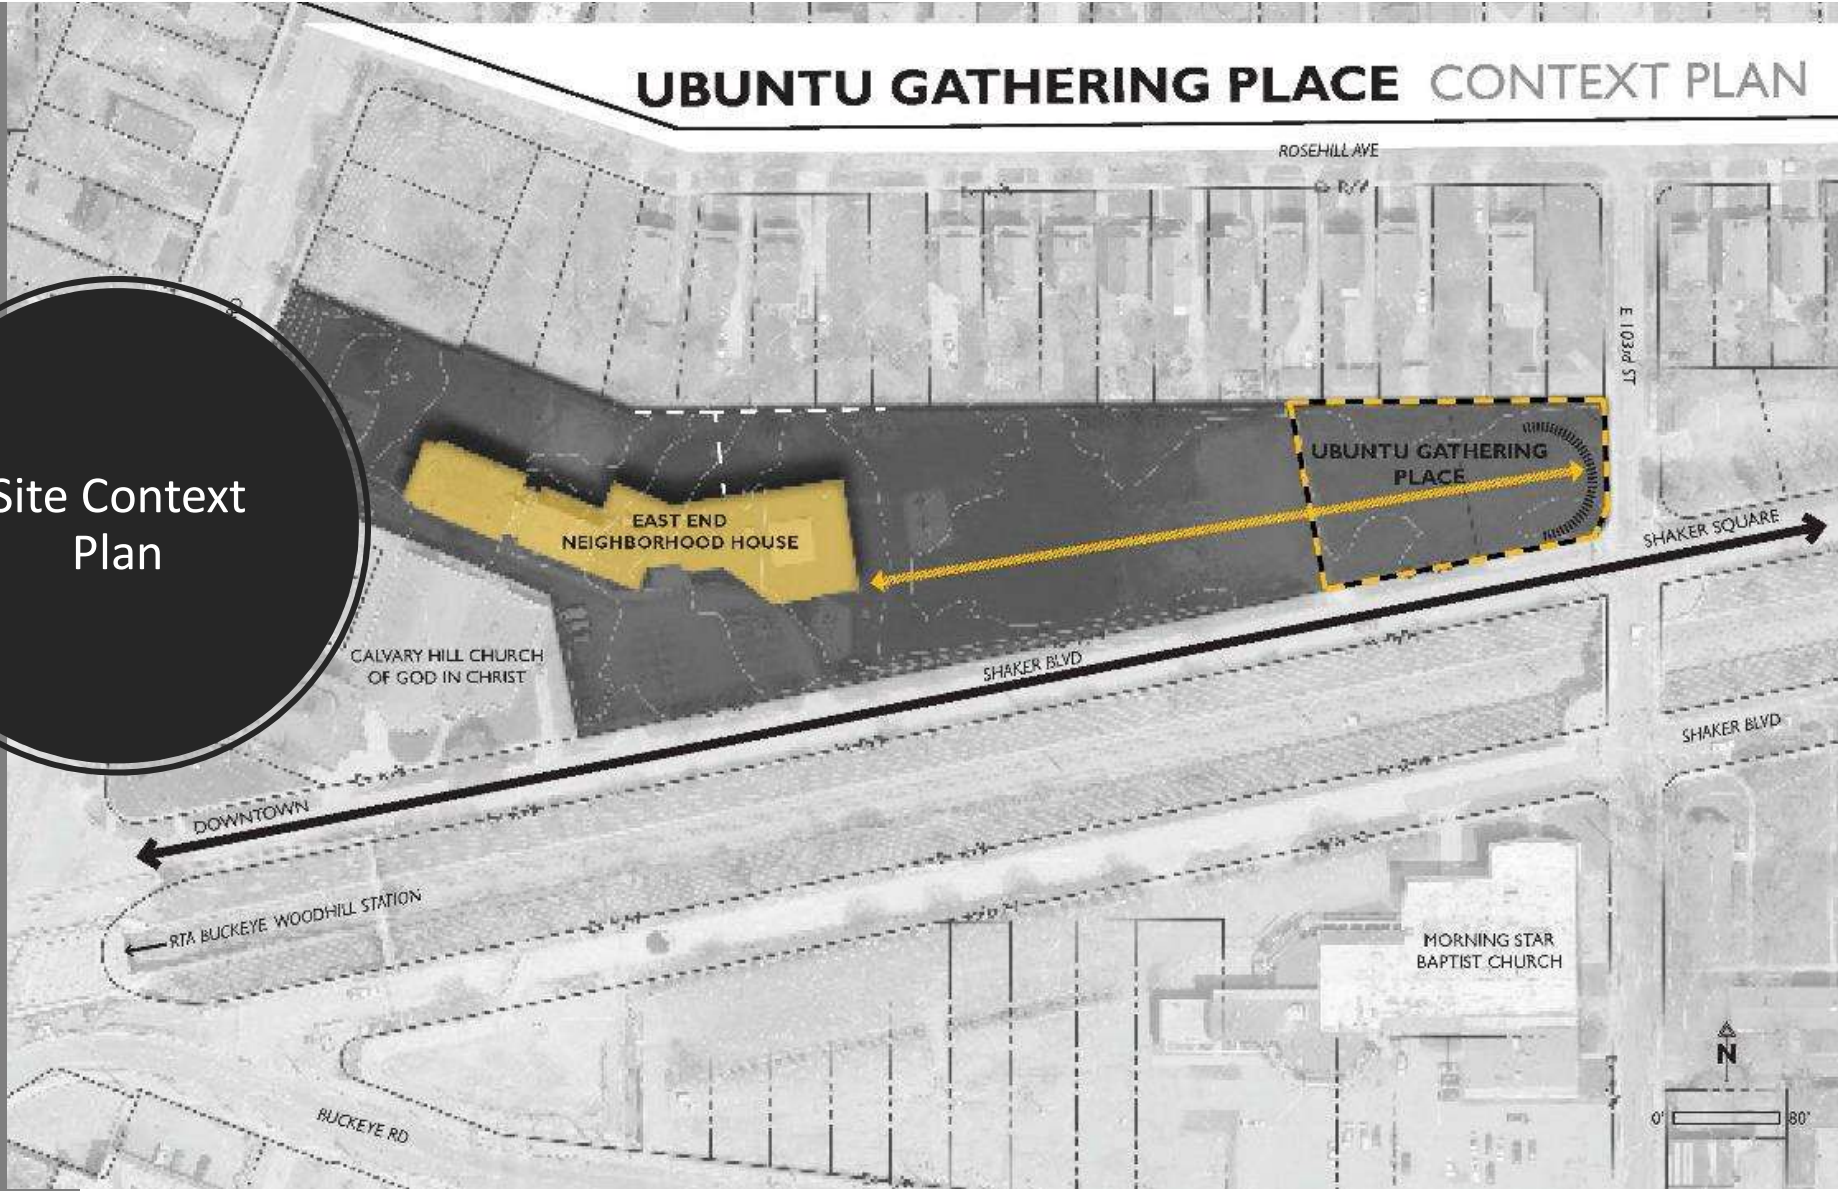 UBUNTU GATHERING PLACE CONTEXT PLAN
ROSEHILL AVE
E 103rd ST
Site Context
Plan
UBUNTU GATHERING
PLACE
EAST END
NEIGHBORHOOD HOUSE
SHAKER SQUARE
CALVARY HILL CHURCH
OF GOD IN CHRIST
SHAKER BLVD
SHAKER BLVD
DOWNTOWN
RTA BUCKEYE WOODHILL STATION
MORNING STAR
BAPTIST CHURCH
N
BUCKEYE RD
0' 80'